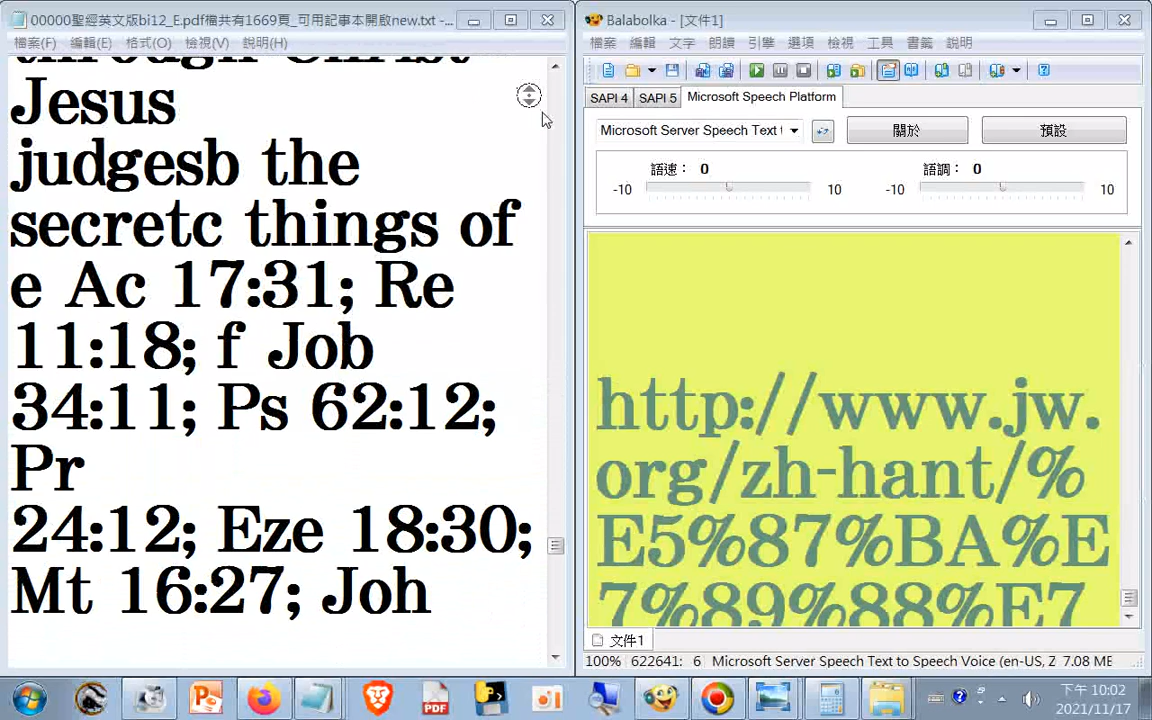 00000聖經英文版bi12_E.pdf檔共有1669頁_可用記事本開啟new.txt -...
檔案(F) 編輯(E) 格式(O) 檢視(V) 說明(H)
through Christ
Jesus
judgesb the
secretc things of
e Ac 17:31; Re
11:18; f Job
34:11; Ps 62:12;
Pr
24:12; Eze 18:30;
Mt 16:27; Joh
Balabolka - [文件1]
檔案 編輯 文字 朗讀 引擎 選項 檢視 工具 書籤 說明
SAPI 4 SAPI 5 Microsoft Speech Platform
Microsoft Server Speech Text t 關於 預設
語速： 0 語調： 0
-10 10 -10 10
http://www.jw.
org/zh-hant/%
E5%87%BA%E
7%89%88%E7
文件1
100% 622641: 6 Microsoft Server Speech Text to Speech Voice (en-US, Z 7.08 ME
PDF
下午 10:02
2021/11/17